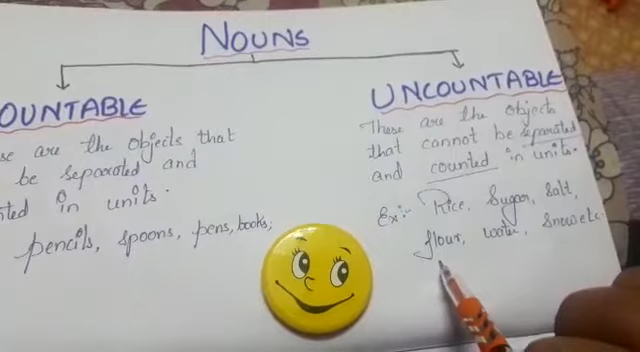 NOUNS
OUNTABLE
se are the objects that
be separated and
ted in units.
pencils, spoons, pens, books,
UNCOUNTABLE
These are the objects
that cannot be separated
and counted in units.
Ex:- Rice, Sugar, Salt,
flour, water, Snow etc.